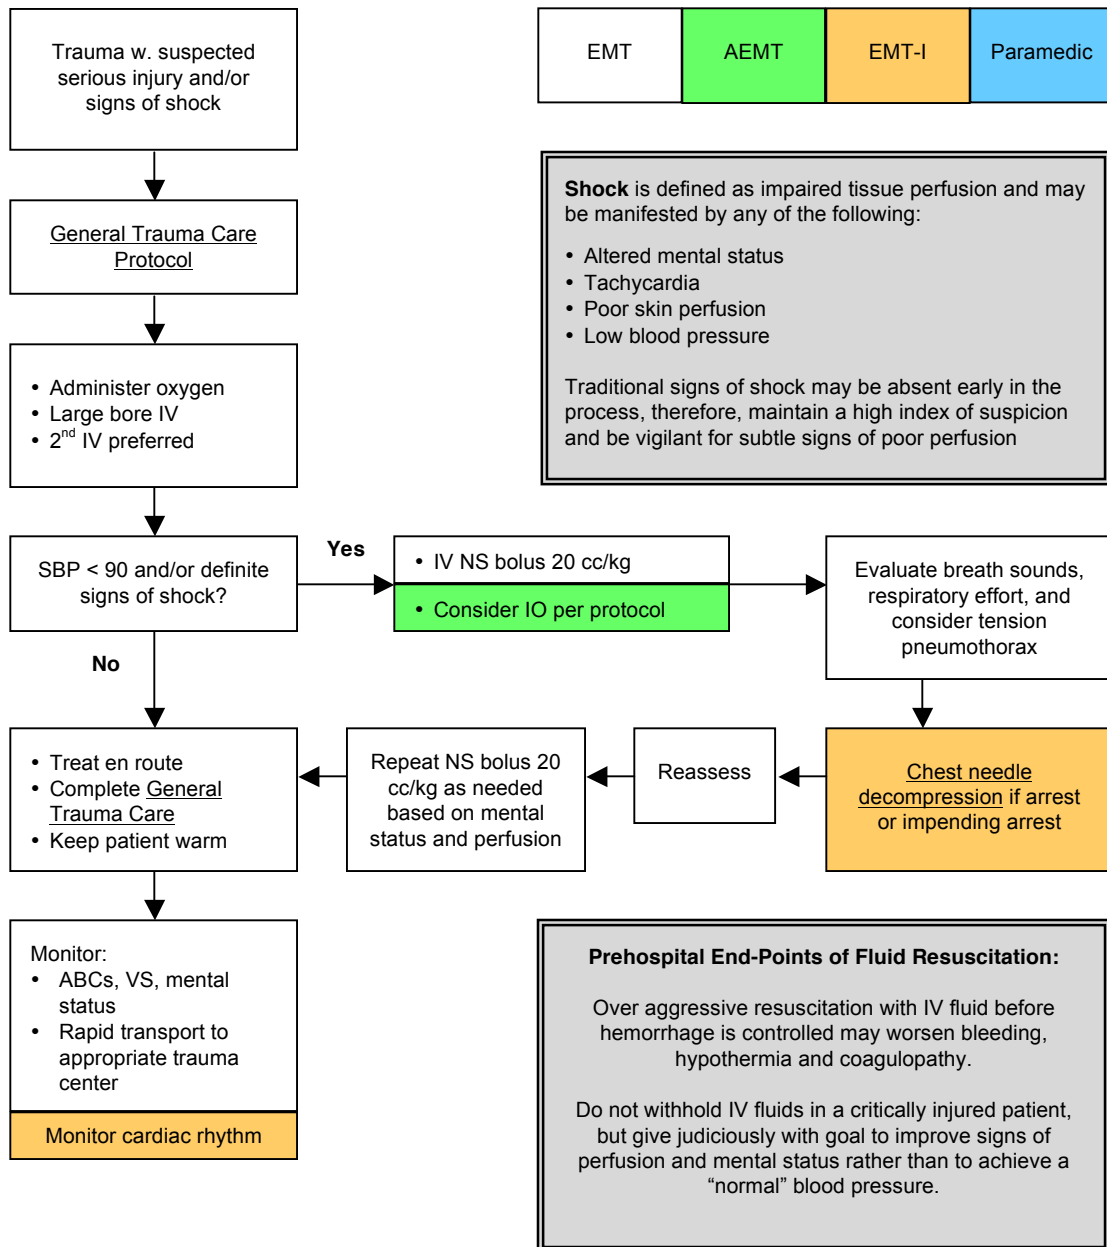 Trauma w. suspected
serious injury and/or
signs of shock
EMT
AEMT
EMT-I
Paramedic
General Trauma Care
Protocol
Shock is defined as impaired tissue perfusion and may
be manifested by any of the following:
• Altered mental status
• Tachycardia
• Poor skin perfusion
• Low blood pressure
Traditional signs of shock may be absent early in the
process, therefore, maintain a high index of suspicion
and be vigilant for subtle signs of poor perfusion
• Administer oxygen
• Large bore IV
• 2nd IV preferred
SBP < 90 and/or definite
signs of shock?
Yes
No
• IV NS bolus 20 cc/kg
• Consider IO per protocol
Evaluate breath sounds,
respiratory effort, and
consider tension
pneumothorax
Chest needle
decompression if arrest
or impending arrest
Reassess
Repeat NS bolus 20
cc/kg as needed
based on mental
status and perfusion
• Treat en route
• Complete General
Trauma Care
• Keep patient warm
Monitor:
• ABCs, VS, mental
status
• Rapid transport to
appropriate trauma
center
Monitor cardiac rhythm
Prehospital End-Points of Fluid Resuscitation:
Over aggressive resuscitation with IV fluid before
hemorrhage is controlled may worsen bleeding,
hypothermia and coagulopathy.
Do not withhold IV fluids in a critically injured patient,
but give judiciously with goal to improve signs of
perfusion and mental status rather than to achieve a
“normal” blood pressure.